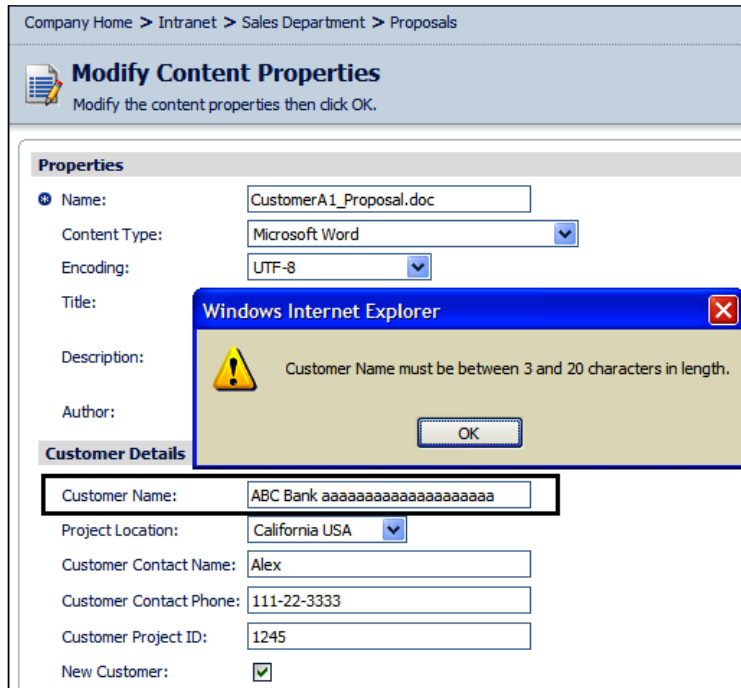 Company Home > Intranet > Sales Department > Proposals
Modify Content Properties
Modify the content properties then click OK.
Properties
Name: CustomerA1_Proposal.doc
Content Type: Microsoft Word
Encoding: UTF-8
Title:
Windows Internet Explorer
Description:
Customer Name must be between 3 and 20 characters in length.
Author:
OK
Customer Details
Customer Name: ABC Bank aaaaaaaaaaaaaaaaaaaa
Project Location: California USA
Customer Contact Name: Alex
Customer Contact Phone: 111-22-3333
Customer Project ID: 1245
New Customer: